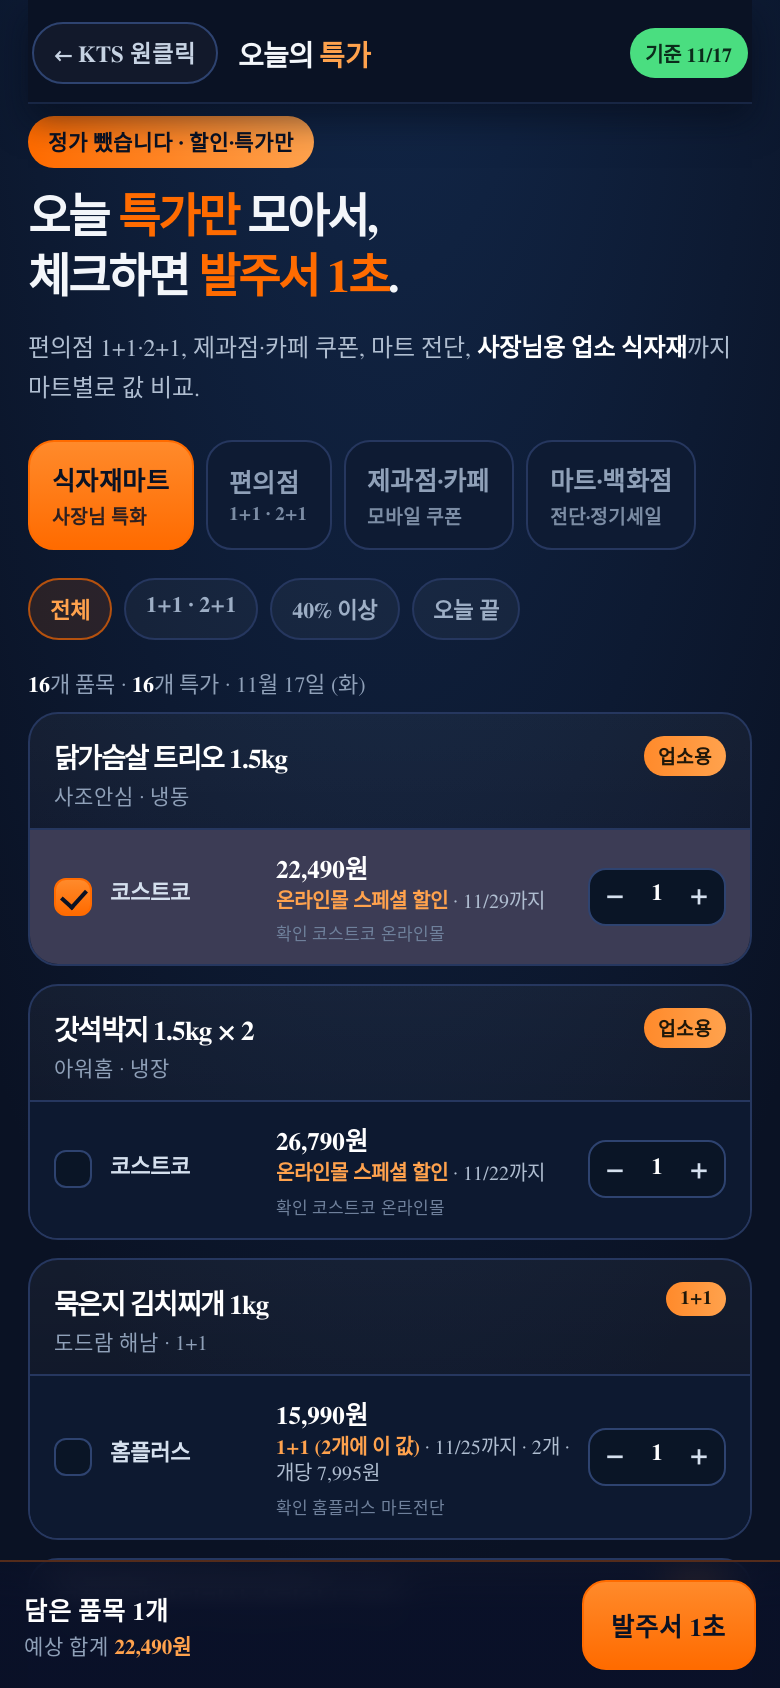 ← KTS 원클릭
오늘의 특가
기준 11/17
정가 뺐습니다 · 할인·특가만
오늘 특가만 모아서,
체크하면 발주서 1초.
편의점 1+1·2+1, 제과점·카페 쿠폰, 마트 전단, 사장님용 업소 식자재까지
마트별로 값 비교.
식자재마트
사장님 특화
편의점
1+1 · 2+1
제과점·카페
모바일 쿠폰
마트·백화점
전단·정기세일
전체
1+1 · 2+1
40% 이상
오늘 끝
16개 품목 · 16개 특가 · 11월 17일 (화)
닭가슴살 트리오 1.5kg
업소용
사조안심 · 냉동
코스트코
22,490원
온라인몰 스페셜 할인 · 11/29까지
확인 코스트코 온라인몰
− 1 +
갓석박지 1.5kg × 2
업소용
아워홈 · 냉장
코스트코
26,790원
온라인몰 스페셜 할인 · 11/22까지
확인 코스트코 온라인몰
− 1 +
묵은지 김치찌개 1kg
1+1
도드람 해남 · 1+1
홈플러스
15,990원
1+1 (2개에 이 값) · 11/25까지 · 2개 ·
개당 7,995원
확인 홈플러스 마트전단
− 1 +
담은 품목 1개
예상 합계 22,490원
발주서 1초